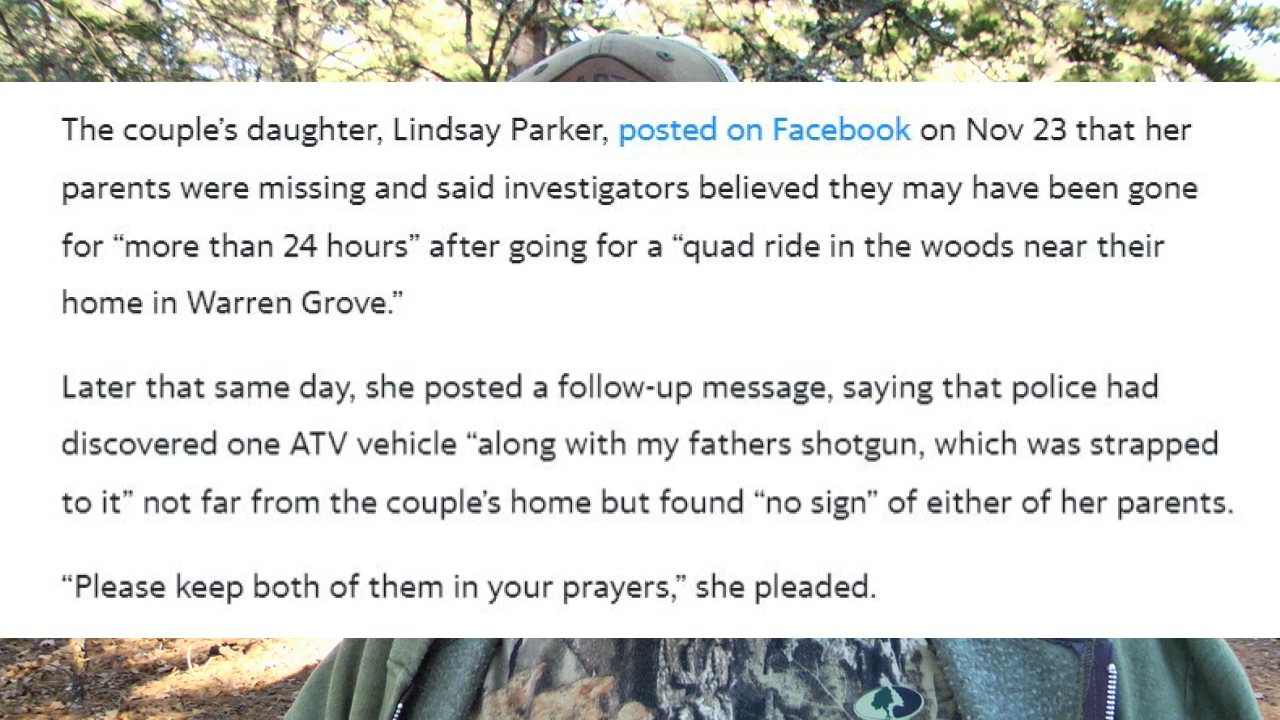 The couple’s daughter, Lindsay Parker, posted on Facebook on Nov 23 that her
parents were missing and said investigators believed they may have been gone
for “more than 24 hours” after going for a “quad ride in the woods near their
home in Warren Grove.”
Later that same day, she posted a follow-up message, saying that police had
discovered one ATV vehicle “along with my fathers shotgun, which was strapped
to it” not far from the couple’s home but found “no sign” of either of her parents.
“Please keep both of them in your prayers,” she pleaded.